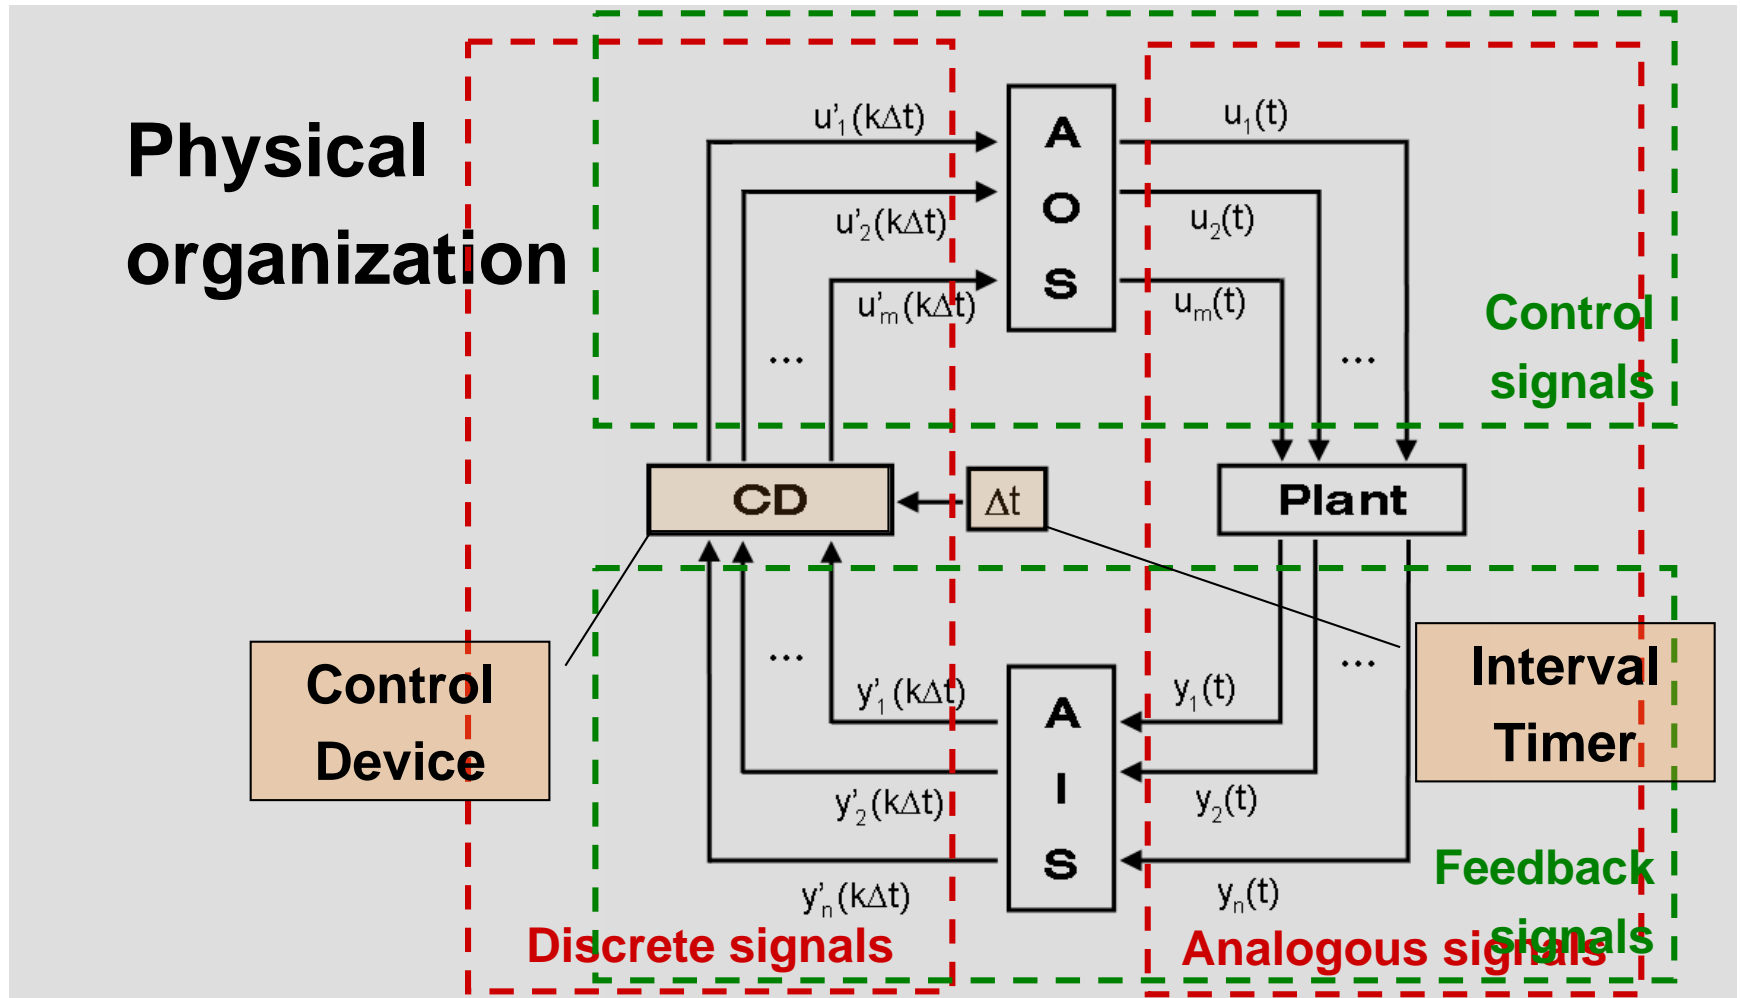 Physical
organization
u'₁(kΔt)
u'₂(kΔt)
u'ₘ(kΔt)
...
A
O
S
u₁(t)
u₂(t)
uₘ(t)
...
Control
signals
CD
Δt
Plant
Control
Device
...
y'₁(kΔt)
y'₂(kΔt)
y'ₙ(kΔt)
A
I
S
y₁(t)
y₂(t)
yₙ(t)
...
Interval
Timer
Feedback
signals
Discrete signals
Analogous signals